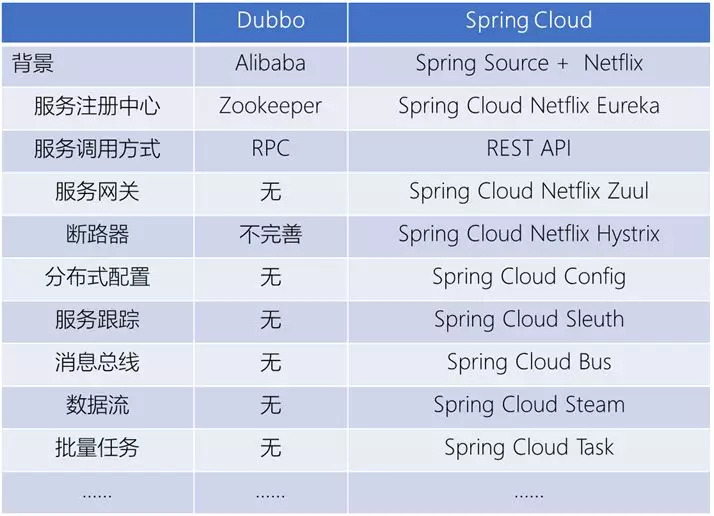 Dubbo Spring Cloud
背景 Alibaba Spring Source + Netflix
服务注册中心 Zookeeper Spring Cloud Netflix Eureka
服务调用方式 RPC REST API
服务网关 无 Spring Cloud Netflix Zuul
断路器 不完善 Spring Cloud Netflix Hystrix
分布式配置 无 Spring Cloud Config
服务跟踪 无 Spring Cloud Sleuth
消息总线 无 Spring Cloud Bus
数据流 无 Spring Cloud Steam
批量任务 无 Spring Cloud Task
...... ...... ......